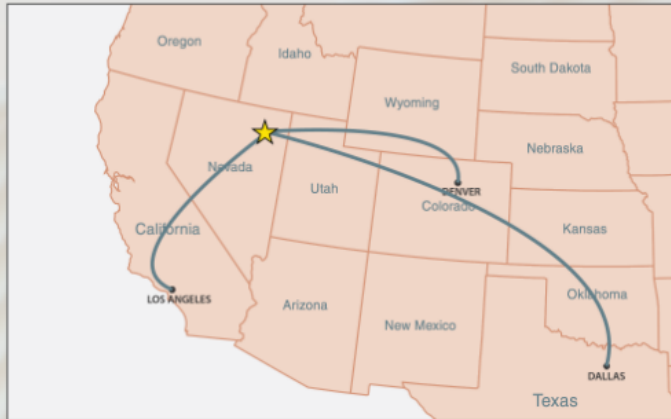 Oregon
Idaho
South Dakota
Wyoming
Nebraska
Nevada
Utah
DENVER
Colorado
California
Kansas
LOS ANGELES
Arizona
Oklahoma
New Mexico
DALLAS
Texas